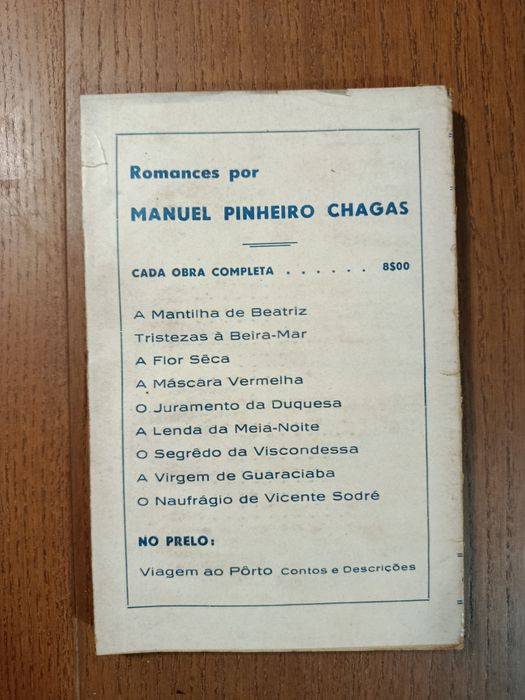 Romances por
MANUEL PINHEIRO CHAGAS
CADA OBRA COMPLETA . . . . . . 8$00
A Mantilha de Beatriz
Tristezas à Beira-Mar
A Flor Sêca
A Máscara Vermelha
O Juramento da Duquesa
A Lenda da Meia-Noite
O Segrêdo da Viscondessa
A Virgem de Guaraciaba
O Naufrágio de Vicente Sodré
NO PRELO:
Viagem ao Pôrto Contos e Descrições